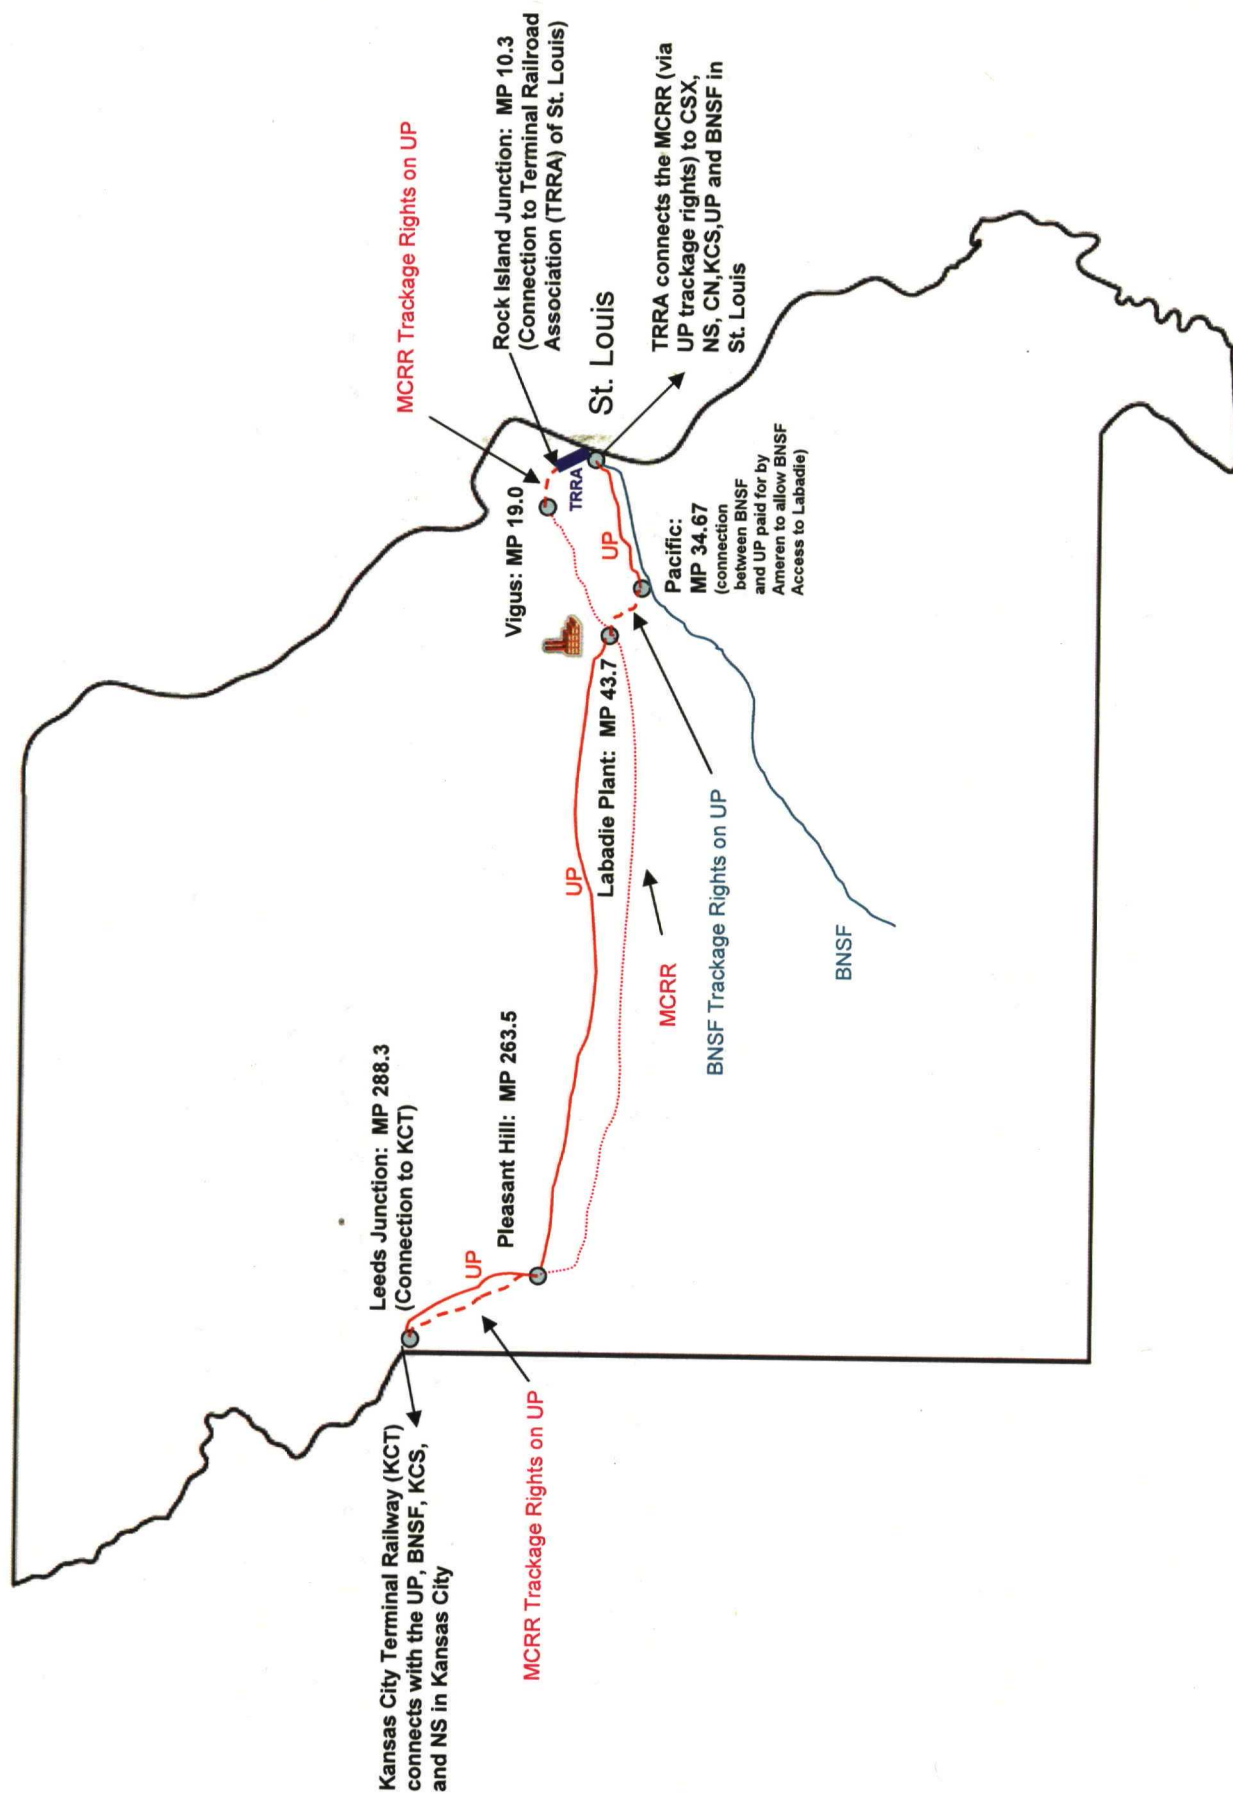 Kansas City Terminal Railway (KCT)
connects with the UP, BNSF, KCS,
and NS in Kansas City
Leeds Junction: MP 288.3
(Connection to KCT)
MCRR Trackage Rights on UP
UP
Pleasant Hill: MP 263.5
UP
Labadie Plant: MP 43.7
MCRR
BNSF Trackage Rights on UP
BNSF
Vigus: MP 19.0
MCRR Trackage Rights on UP
Rock Island Junction: MP 10.3
(Connection to Terminal Railroad
Association (TRRA) of St. Louis)
TRRA
St. Louis
UP
TRRA connects the MCRR (via
UP trackage rights) to CSX,
NS, CN,KCS,UP and BNSF in
St. Louis
Pacific:
MP 34.67
(connection
between BNSF
and UP paid for by
Ameren to allow BNSF
Access to Labadie)